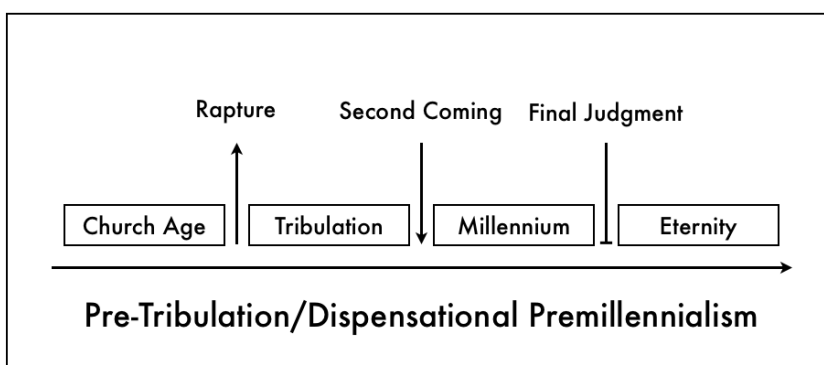 Rapture Second Coming Final Judgment
Church Age Tribulation Millennium Eternity
Pre-Tribulation/Dispensational Premillennialism